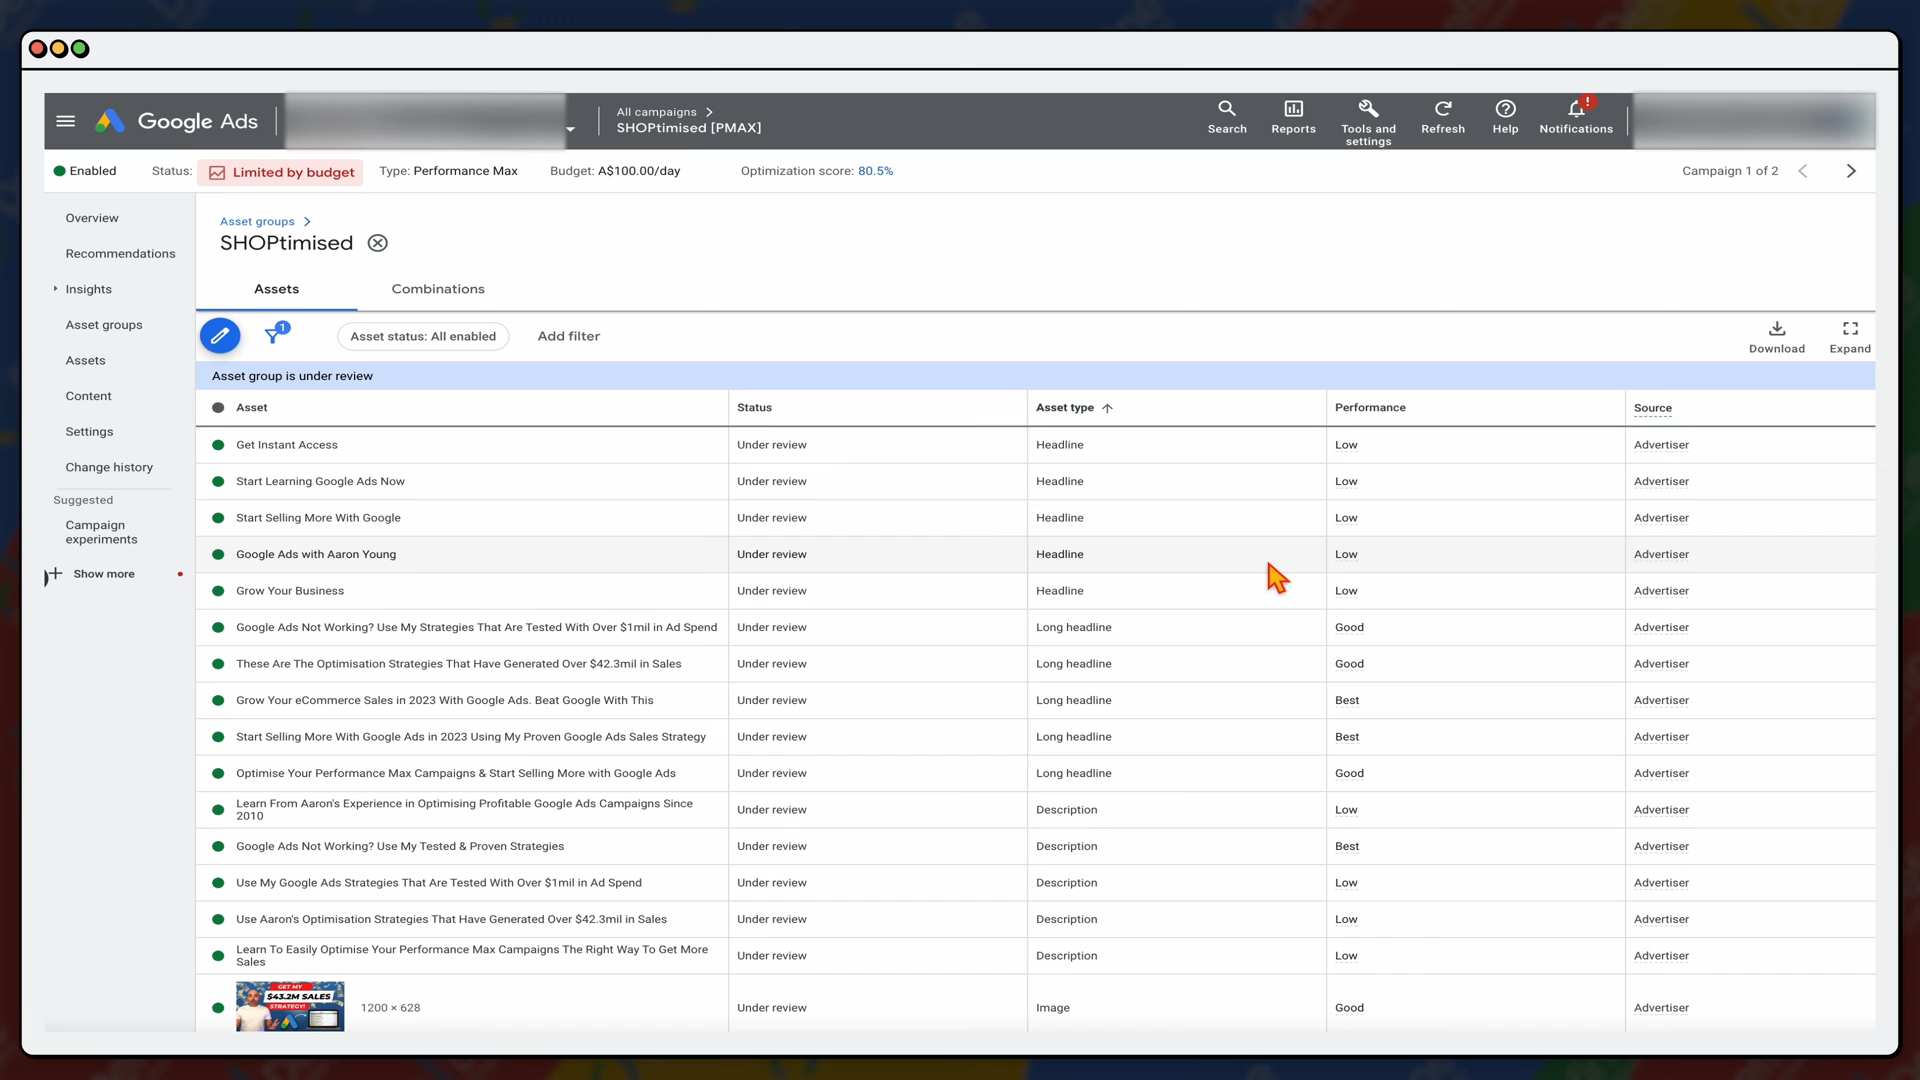 Google Ads
All campaigns
SHOPtimised [PMAX]
Search
Reports
Tools and
settings
Refresh
Help
!
Notifications
Enabled
Status: Limited by budget
Type: Performance Max
Budget: A$100.00/day
Optimization score: 80.5%
Campaign 1 of 2
Overview
Recommendations
Insights
Asset groups
Assets
Content
Settings
Change history
Suggested
Campaign
experiments
Show more
Asset groups
SHOPtimised
Assets
Combinations
1
Asset status: All enabled
Add filter
Download
Expand
Asset group is under review
Asset Status Asset type Performance Source
Get Instant Access Under review Headline Low Advertiser
Start Learning Google Ads Now Under review Headline Low Advertiser
Start Selling More With Google Under review Headline Low Advertiser
Google Ads with Aaron Young Under review Headline Low Advertiser
Grow Your Business Under review Headline Low Advertiser
Google Ads Not Working? Use My Strategies That Are Tested With Over $1mil in Ad Spend Under review Long headline Good Advertiser
These Are The Optimisation Strategies That Have Generated Over $42.3mil in Sales Under review Long headline Good Advertiser
Grow Your eCommerce Sales in 2023 With Google Ads. Beat Google With This Under review Long headline Best Advertiser
Start Selling More With Google Ads in 2023 Using My Proven Google Ads Sales Strategy Under review Long headline Best Advertiser
Optimise Your Performance Max Campaigns & Start Selling More with Google Ads Under review Long headline Good Advertiser
Learn From Aaron's Experience in Optimising Profitable Google Ads Campaigns Since
2010 Under review Description Low Advertiser
Google Ads Not Working? Use My Tested & Proven Strategies Under review Description Best Advertiser
Use My Google Ads Strategies That Are Tested With Over $1mil in Ad Spend Under review Description Low Advertiser
Use Aaron's Optimisation Strategies That Have Generated Over $42.3mil in Sales Under review Description Low Advertiser
Learn To Easily Optimise Your Performance Max Campaigns The Right Way To Get More
Sales Under review Description Low Advertiser
GET MY
$43.2M SALES
STRATEGY!
1200 × 628 Under review Image Good Advertiser